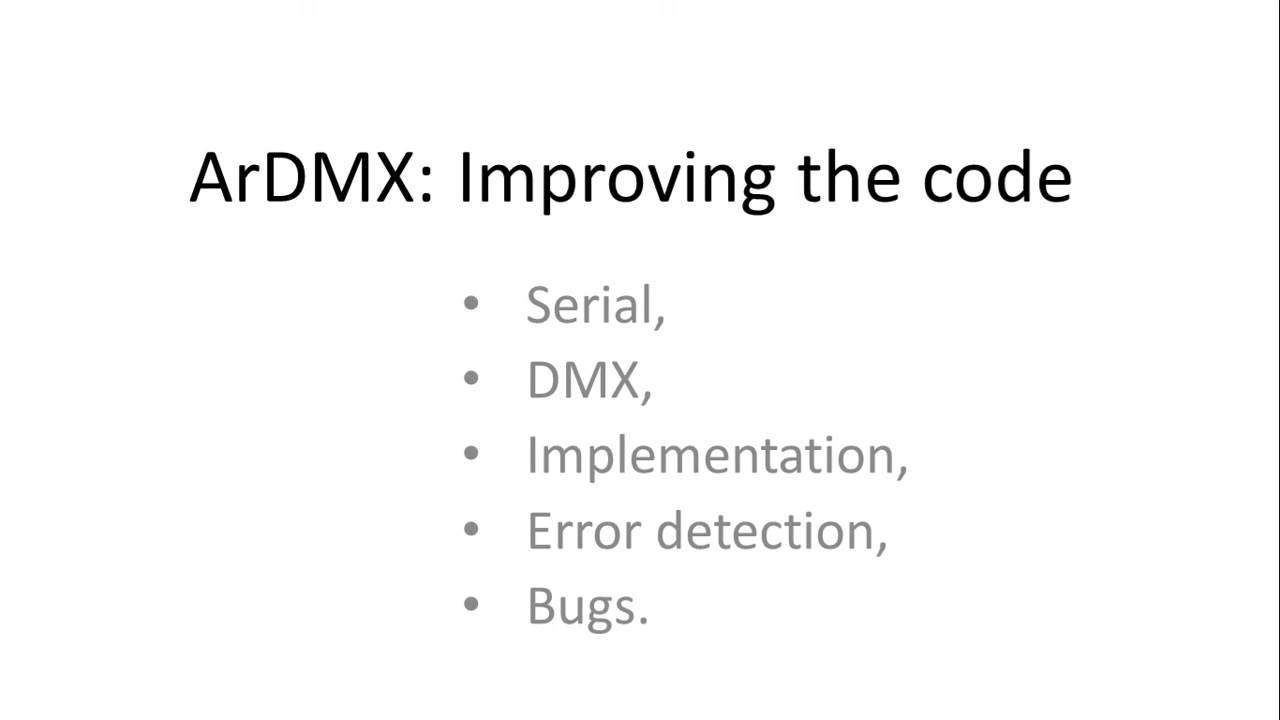 ArDMX: Improving the code
• Serial,
• DMX,
• Implementation,
• Error detection,
• Bugs.